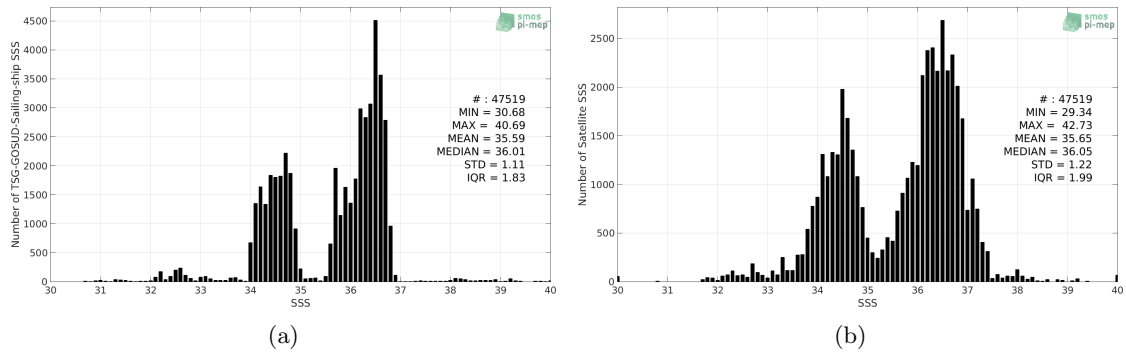 4500
4000
3500
3000
2500
2000
1500
1000
500
0
Number of TSG-GOSUD-Sailing-ship SSS
smos
pi-mep
# : 47519
MIN = 30.68
MAX = 40.69
MEAN = 35.59
MEDIAN = 36.01
STD = 1.11
IQR = 1.83
30 31 32 33 34 35 36 37 38 39 40
SSS
(a)
2500
2000
1500
1000
500
0
Number of Satellite SSS
smos
pi-mep
# : 47519
MIN = 29.34
MAX = 42.73
MEAN = 35.65
MEDIAN = 36.05
STD = 1.22
IQR = 1.99
30 31 32 33 34 35 36 37 38 39 40
SSS
(b)